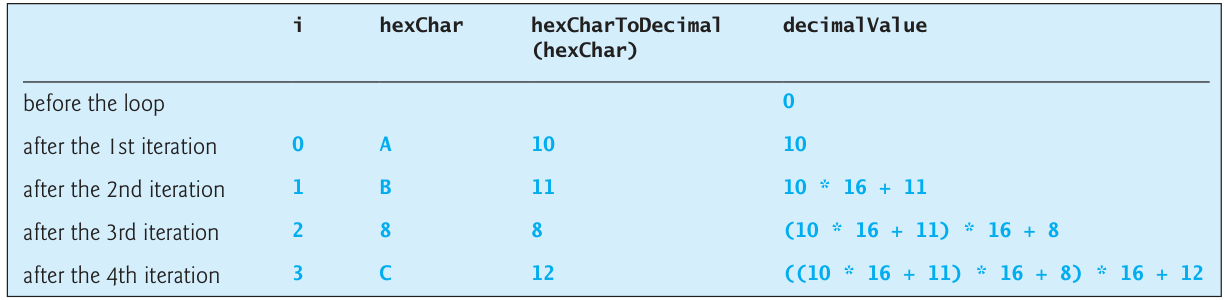 i hexChar hexCharToDecimal decimalValue
(hexChar)
before the loop 0
after the 1st iteration 0 A 10 10
after the 2nd iteration 1 B 11 10 * 16 + 11
after the 3rd iteration 2 8 8 (10 * 16 + 11) * 16 + 8
after the 4th iteration 3 C 12 ((10 * 16 + 11) * 16 + 8) * 16 + 12